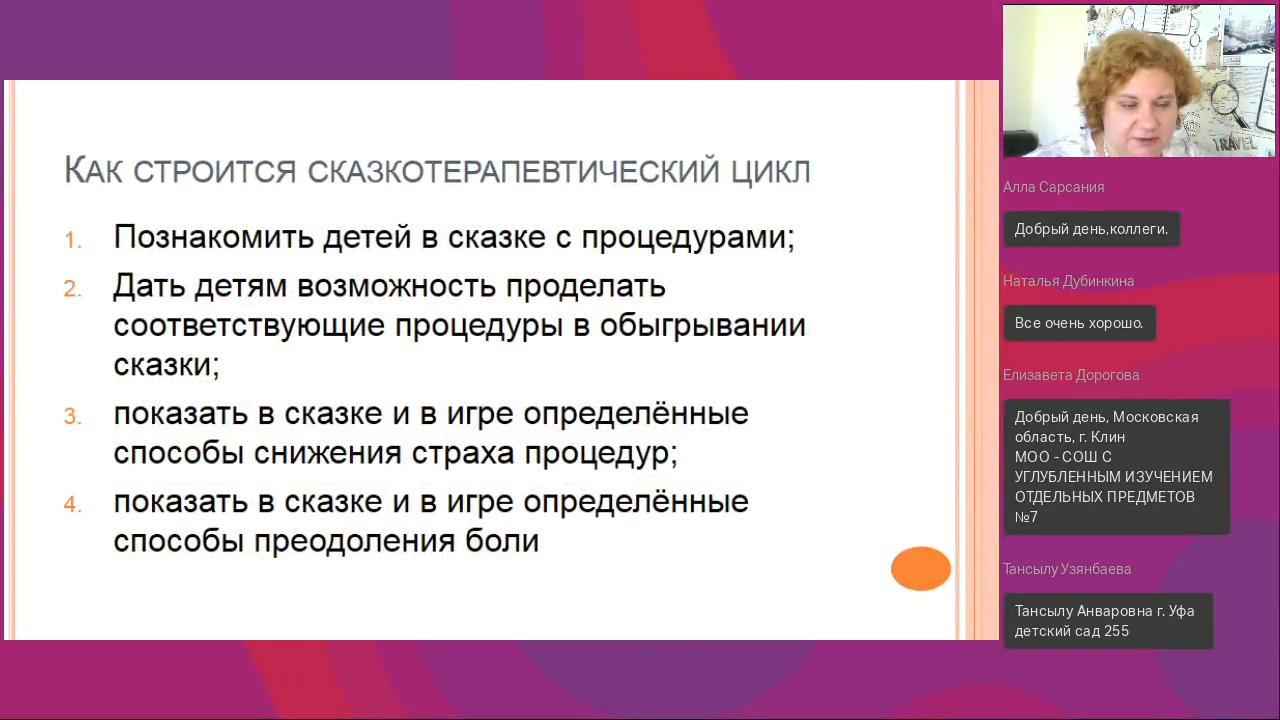 Как строится сказкотерапевтический цикл
1. Познакомить детей в сказке с процедурами;
2. Дать детям возможность проделать
соответствующие процедуры в обыгрывании
сказки;
3. показать в сказке и в игре определённые
способы снижения страха процедур;
4. показать в сказке и в игре определённые
способы преодоления боли
TRAVEL
Алла Сарсания
Добрый день,коллеги.
Наталья Дубинкина
Все очень хорошо.
Елизавета Дорогова
Добрый день, Московская
область, г. Клин
МОО - СОШ С
УГЛУБЛЕННЫМ ИЗУЧЕНИЕМ
ОТДЕЛЬНЫХ ПРЕДМЕТОВ
№7
Тансылу Узянбаева
Тансылу Анваровна г. Уфа
детский сад 255